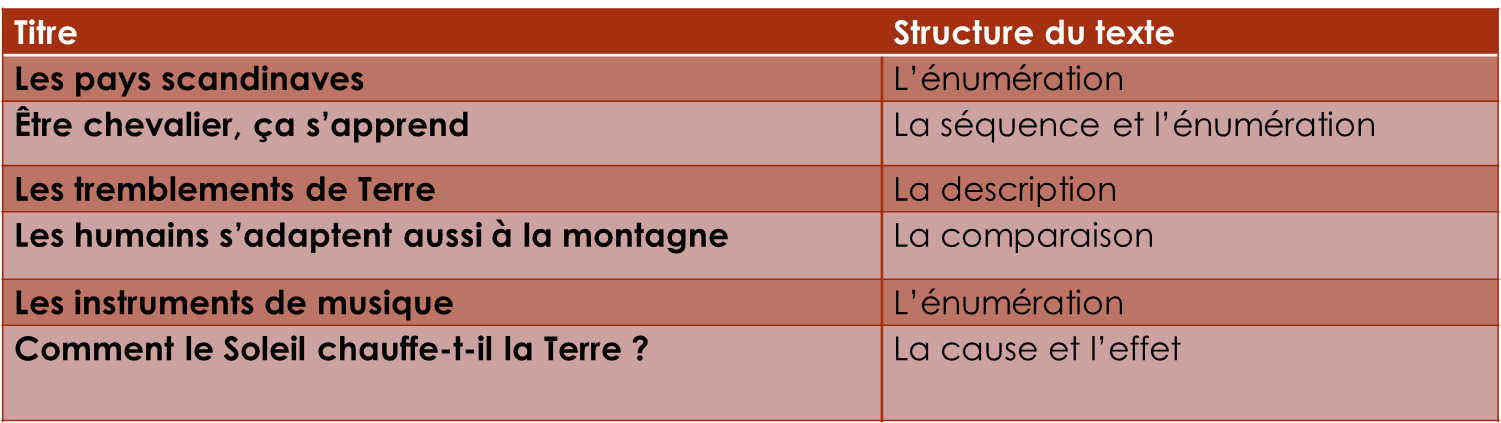 Titre Structure du texte
Les pays scandinaves L’énumération
Être chevalier, ça s’apprend La séquence et l’énumération
Les tremblements de Terre La description
Les humains s’adaptent aussi à la montagne La comparaison
Les instruments de musique L’énumération
Comment le Soleil chauffe-t-il la Terre ? La cause et l’effet